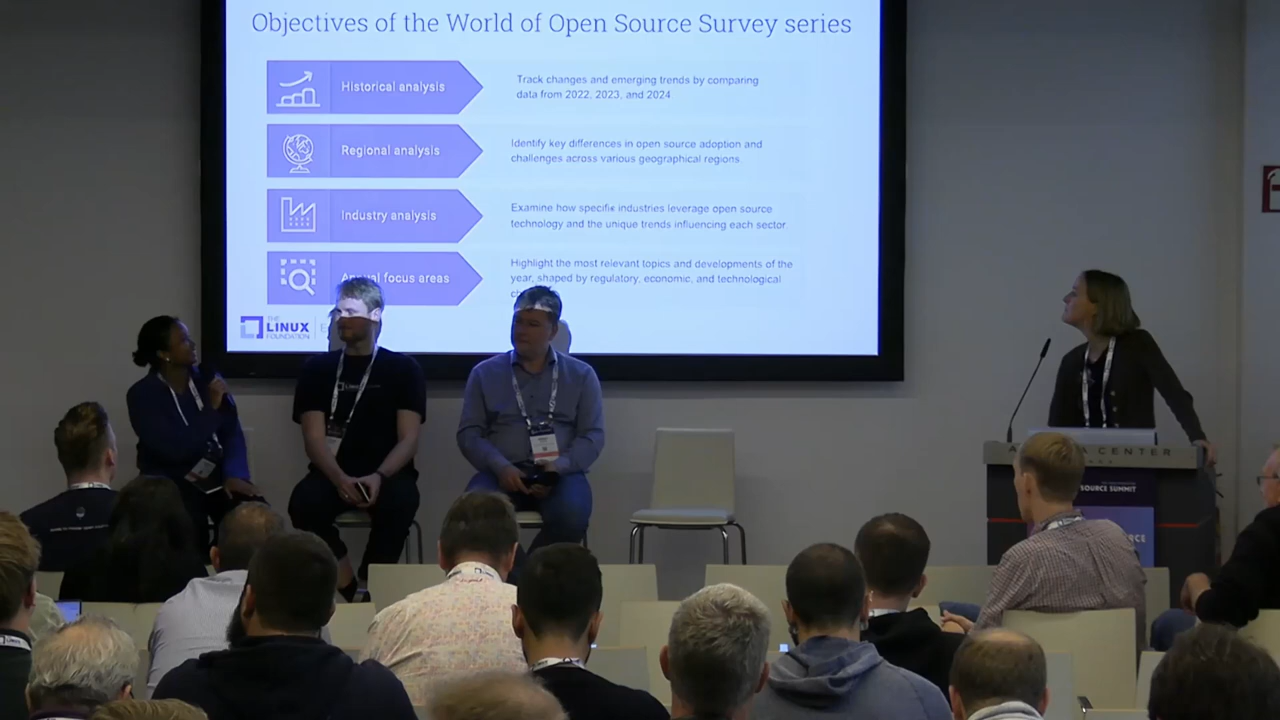 Objectives of the World of Open Source Survey series
Historical analysis
Track changes and emerging trends by comparing
data from 2022, 2023, and 2024
Regional analysis
Identify key differences in open source adoption and
challenges across various geographical regions.
Industry analysis
Examine how specific industries leverage open source
technology and the unique trends influencing each sector.
focus areas
Highlight the most relevant topics and developments of the
year, shaped by regulatory, economic, and technological
THE
LINUX
FOUNDATION
CENTER
SOURCE SUMMIT